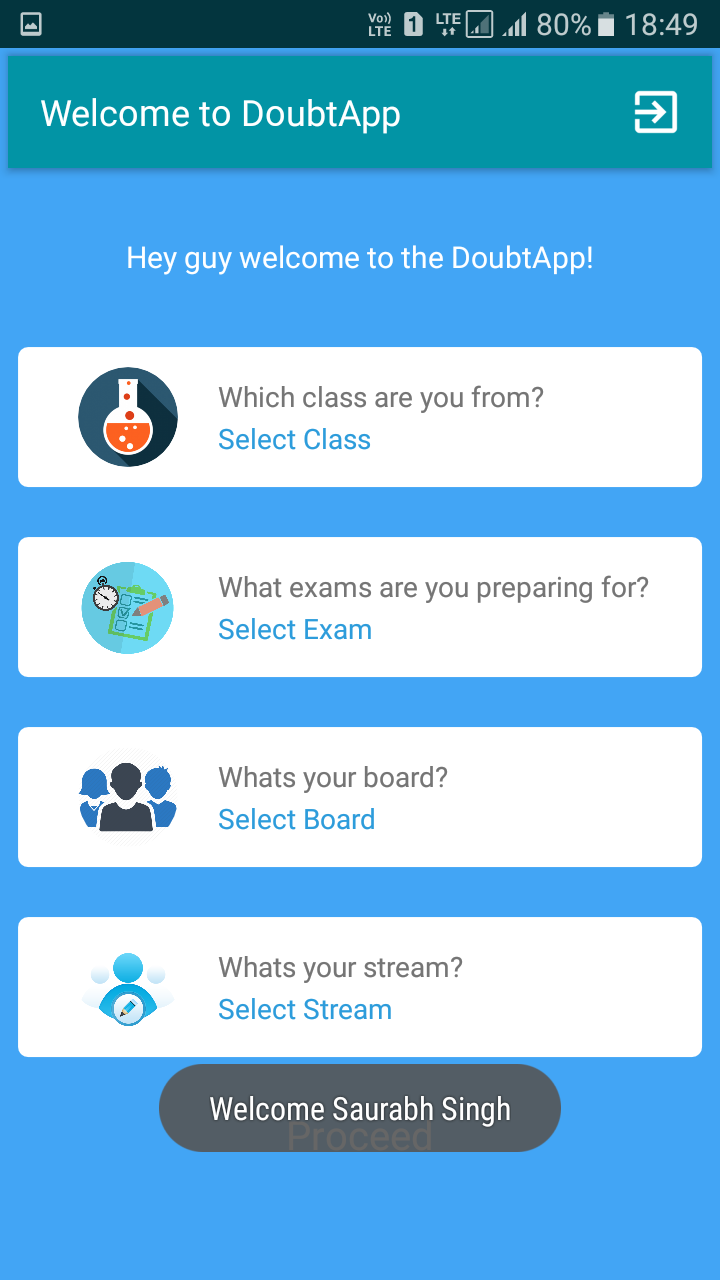 Vo)) LTE 1 LTE 80% 18:49
Welcome to DoubtApp
Hey guy welcome to the DoubtApp!
Which class are you from?
Select Class
What exams are you preparing for?
Select Exam
Whats your board?
Select Board
Whats your stream?
Select Stream
Welcome Saurabh Singh
Proceed